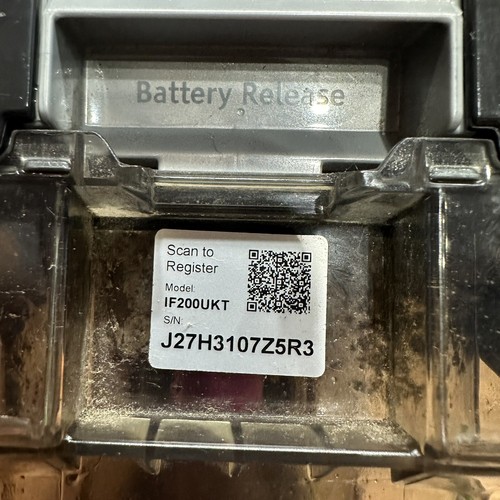 Battery Release
Scan to
Register
Model:
IF200UKT
S/N:
J27H3107Z5R3